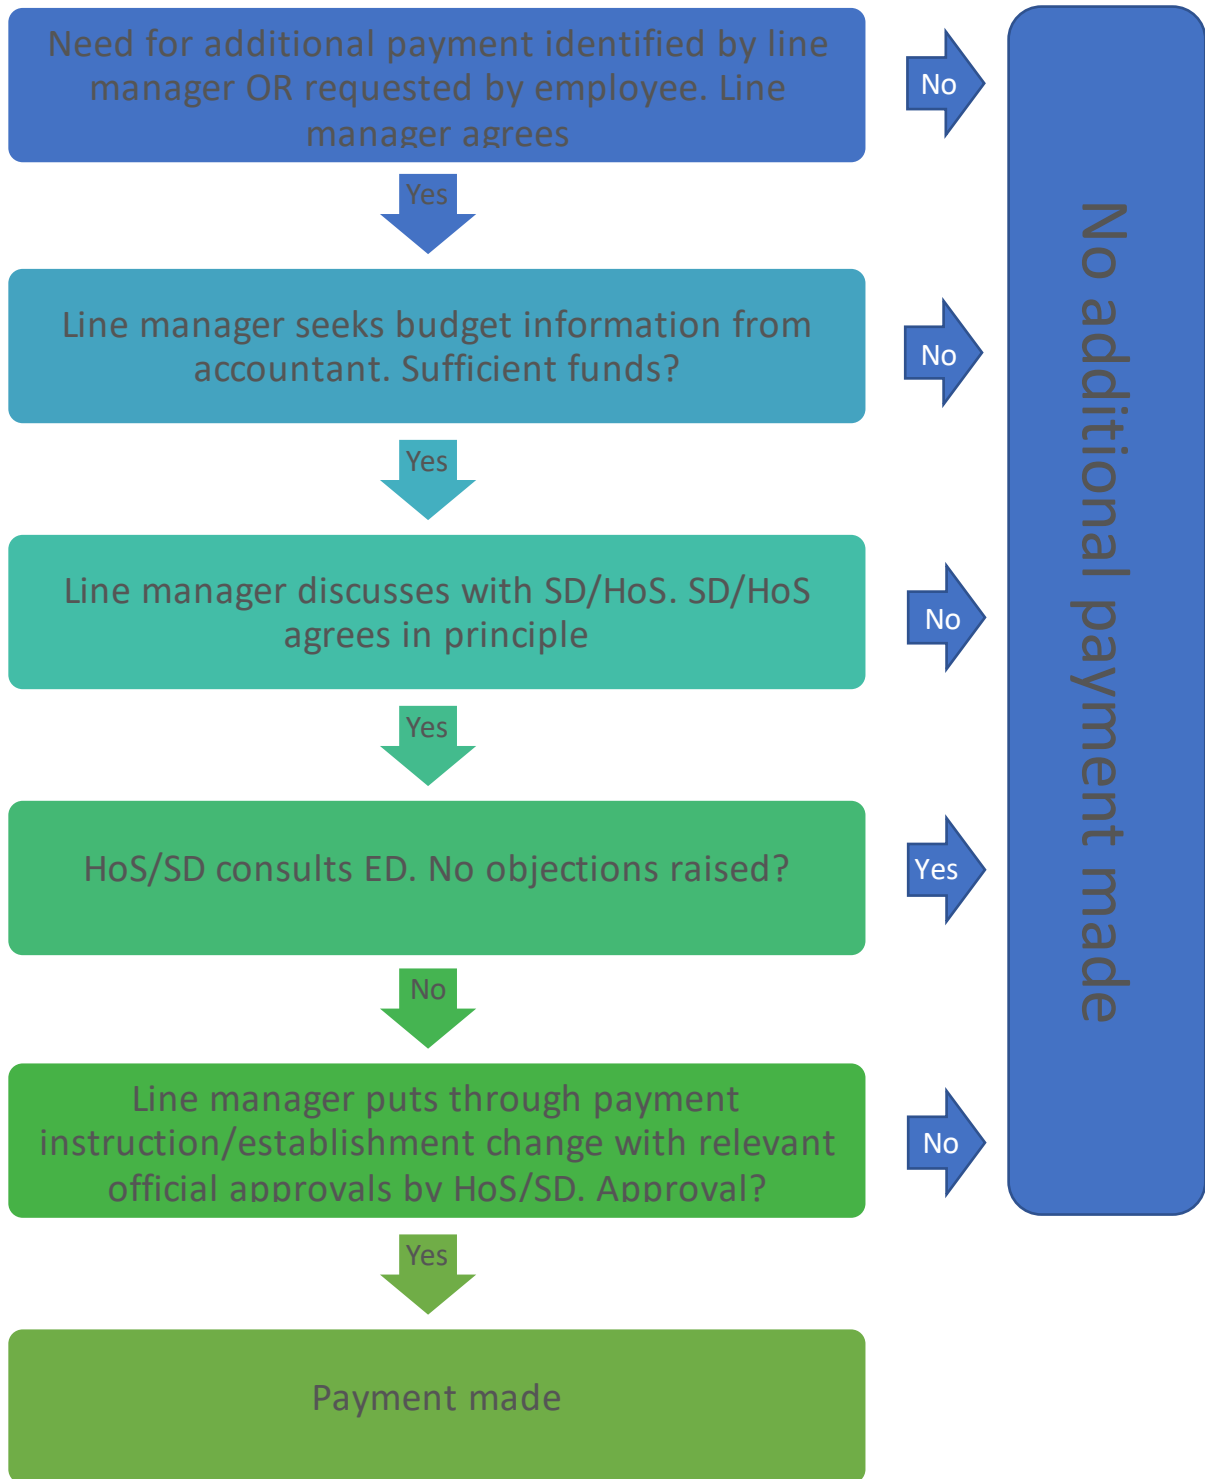 Need for additional payment identified by line
manager OR requested by employee. Line
manager agrees
No
Yes
Line manager seeks budget information from
accountant. Sufficient funds?
No
Yes
Line manager discusses with SD/HoS. SD/HoS
agrees in principle
No
Yes
HoS/SD consults ED. No objections raised?
Yes
No
Line manager puts through payment
instruction/establishment change with relevant
official approvals by HoS/SD. Approval?
No
Yes
Payment made
No additional payment made